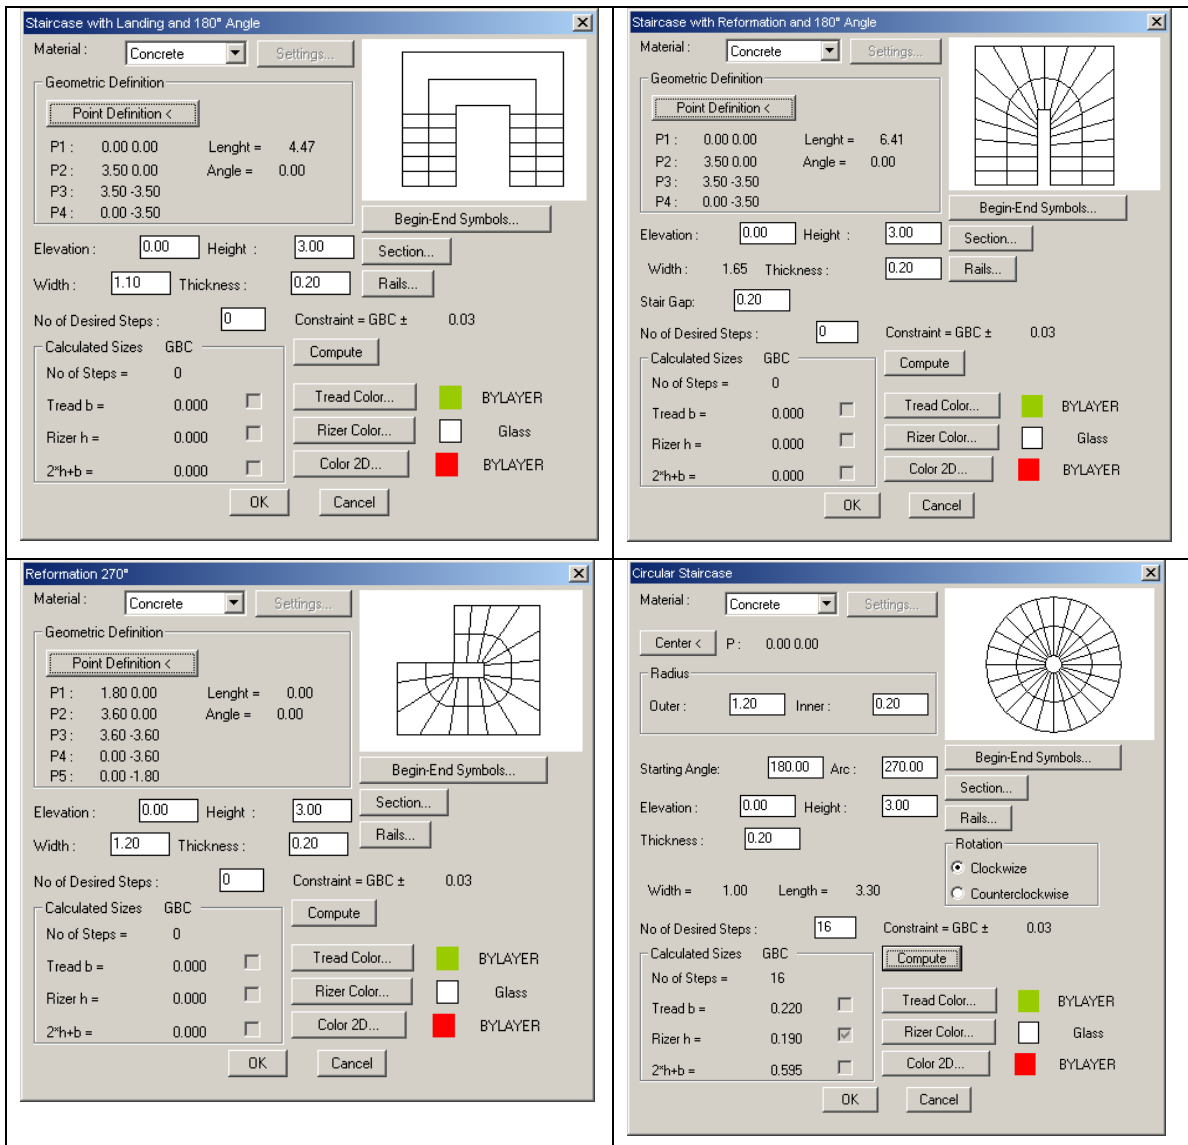 Staircase with Landing and 180° Angle
Material :
Concrete
Settings...
Geometric Definition
Point Definition <
P1 : 0.00 0.00 Lenght = 4.47
P2 : 3.50 0.00 Angle = 0.00
P3 : 3.50 -3.50
P4 : 0.00 -3.50
Begin-End Symbols...
Elevation : 0.00 Height : 3.00 Section...
Width : 1.10 Thickness : 0.20 Rails...
No of Desired Steps : 0 Constraint = GBC ± 0.03
Calculated Sizes GBC Compute
No of Steps = 0
Tread b = 0.000 Tread Color... BYLAYER
Rizer h = 0.000 Rizer Color... Glass
2*h+b = 0.000 Color 2D... BYLAYER
OK Cancel
Staircase with Reformation and 180° Angle
Material :
Concrete
Settings...
Geometric Definition
Point Definition <
P1 : 0.00 0.00 Lenght = 6.41
P2 : 3.50 0.00 Angle = 0.00
P3 : 3.50 -3.50
P4 : 0.00 -3.50
Begin-End Symbols...
Elevation : 0.00 Height : 3.00 Section...
Width : 1.65 Thickness : 0.20 Rails...
Stair Gap: 0.20
No of Desired Steps : 0 Constraint = GBC ± 0.03
Calculated Sizes GBC Compute
No of Steps = 0
Tread b = 0.000 Tread Color... BYLAYER
Rizer h = 0.000 Rizer Color... Glass
2*h+b = 0.000 Color 2D... BYLAYER
OK Cancel
Reformation 270°
Material :
Concrete
Settings...
Geometric Definition
Point Definition <
P1 : 1.80 0.00 Lenght = 0.00
P2 : 3.60 0.00 Angle = 0.00
P3 : 3.60 -3.60
P4 : 0.00 -3.60
P5 : 0.00 -1.80
Begin-End Symbols...
Elevation : 0.00 Height : 3.00 Section...
Width : 1.20 Thickness : 0.20 Rails...
No of Desired Steps : 0 Constraint = GBC ± 0.03
Calculated Sizes GBC Compute
No of Steps = 0
Tread b = 0.000 Tread Color... BYLAYER
Rizer h = 0.000 Rizer Color... Glass
2*h+b = 0.000 Color 2D... BYLAYER
OK Cancel
Circular Staircase
Material :
Concrete
Settings...
Center < P : 0.00 0.00
Radius
Outer : 1.20 Inner : 0.20
Begin-End Symbols...
Starting Angle: 180.00 Arc : 270.00
Section...
Elevation : 0.00 Height : 3.00
Rails...
Thickness : 0.20
Rotation
Clockwize
Counterclockwise
Width = 1.00 Length = 3.30
No of Desired Steps : 16 Constraint = GBC ± 0.03
Calculated Sizes GBC Compute
No of Steps = 16
Tread b = 0.220 Tread Color... BYLAYER
Rizer h = 0.190 Rizer Color... Glass
2*h+b = 0.595 Color 2D... BYLAYER
OK Cancel